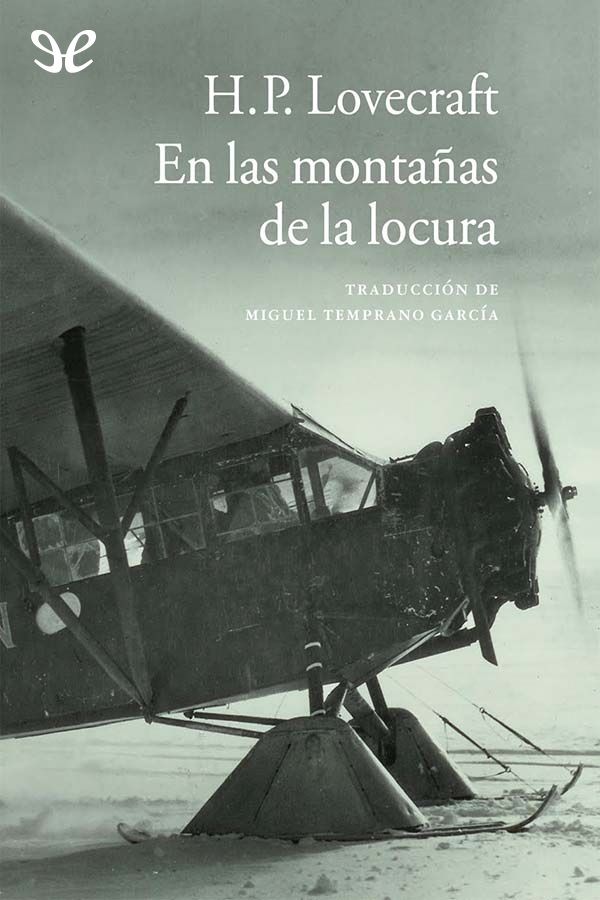 H. P. Lovecraft
En las montañas
de la locura
TRADUCCIÓN DE
MIGUEL TEMPRANO GARCÍA
N